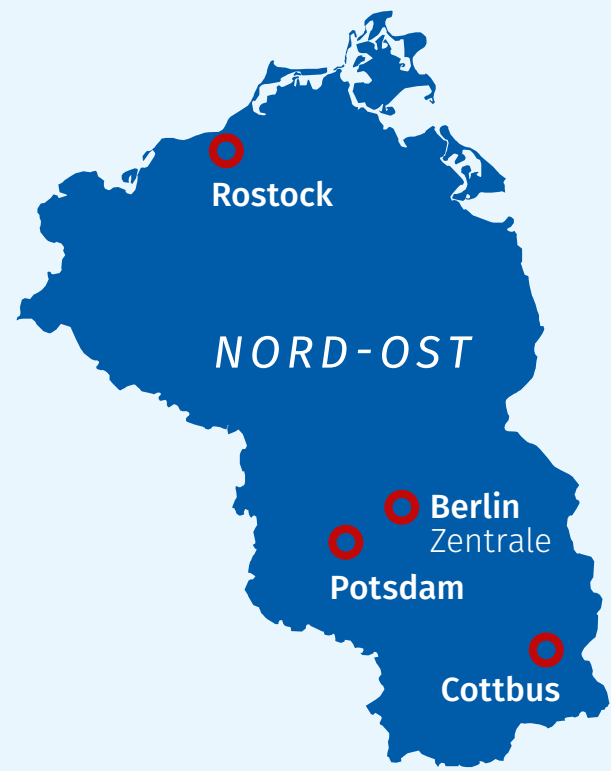 Rostock
NORD-OST
Berlin
Zentrale
Potsdam
Cottbus